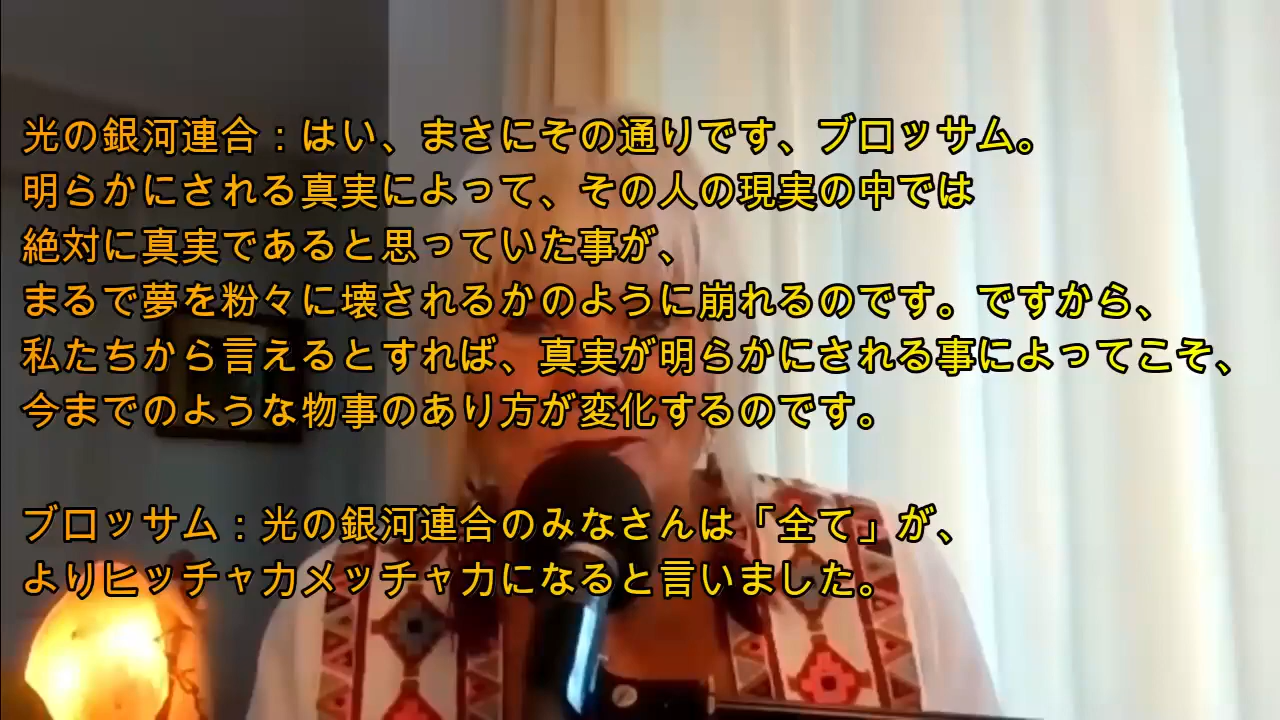 光の銀河連合：はい、まさにその通りです、ブロッサム。
明らかにされる真実によって、その人の現実の中では
絶対に真実であると思っていた事が、
まるで夢を粉々に壊されるかのように崩れるのです。ですから、
私たちから言えるとすれば、真実が明らかにされる事によってこそ、
今までのような物事のあり方が変化するのです。
ブロッサム：光の銀河連合のみなさんは「全て」が、
よりヒッチャカメッチャカになると言いました。